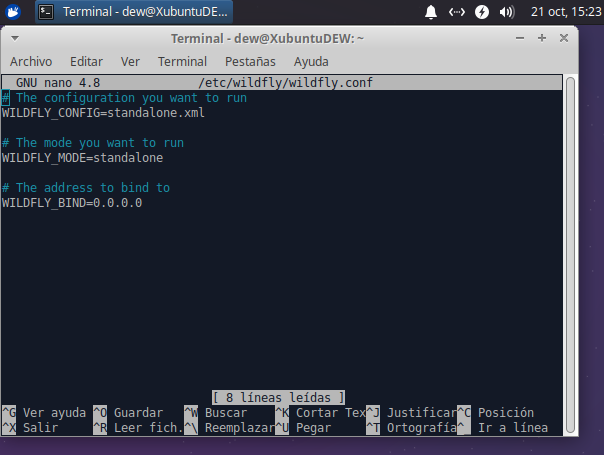 Terminal - dew@XubuntuDE...
21 oct, 15:23
Terminal - dew@XubuntuDEW: ~
Archivo Editar Ver Terminal Pestañas Ayuda
GNU nano 4.8 /etc/wildfly/wildfly.conf
# The configuration you want to run
WILDFLY_CONFIG=standalone.xml
# The mode you want to run
WILDFLY_MODE=standalone
# The address to bind to
WILDFLY_BIND=0.0.0.0
[ 8 líneas leídas ]
^G Ver ayuda ^O Guardar ^W Buscar ^K Cortar Tex ^J Justificar ^C Posición
^X Salir ^R Leer fich. ^\ Reemplazar ^U Pegar ^T Ortografía ^_ Ir a línea